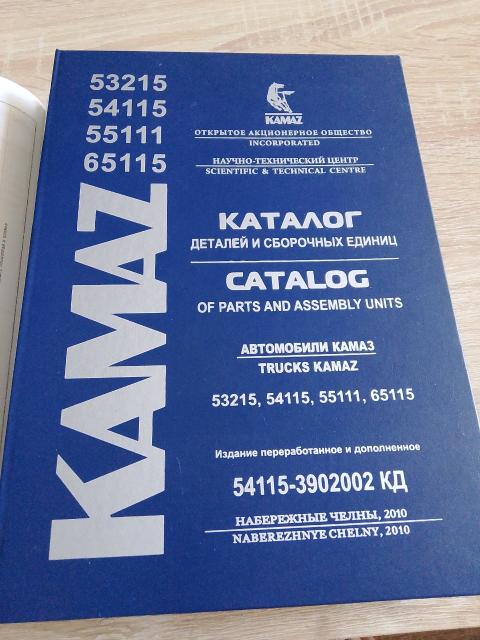 53215
54115
55111
65115
KAMAZ
KAMAZ
ОТКРЫТОЕ АКЦИОНЕРНОЕ ОБЩЕСТВО
INCORPORATED
НАУЧНО-ТЕХНИЧЕСКИЙ ЦЕНТР
SCIENTIFIC & TECHNICAL CENTRE
КАТАЛОГ
ДЕТАЛЕЙ И СБОРОЧНЫХ ЕДИНИЦ
CATALOG
OF PARTS AND ASSEMBLY UNITS
АВТОМОБИЛИ КАМАЗ
TRUCKS KAMAZ
53215, 54115, 55111, 65115
Издание переработанное и дополненное
54115-3902002 КД
НАБЕРЕЖНЫЕ ЧЕЛНЫ, 2010
NABEREZHNYE CHELNY, 2010